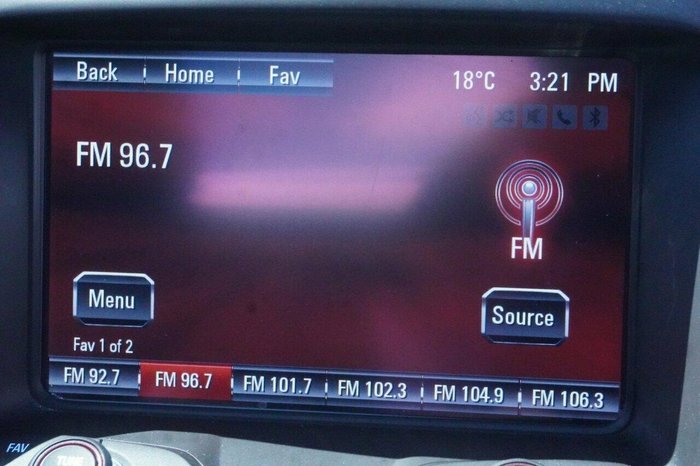 Back Home Fav 18°C 3:21 PM
FM 96.7
FM
Menu
Source
Fav 1 of 2
FM 92.7 FM 96.7 FM 101.7 FM 102.3 FM 104.9 FM 106.3
FAV
TUNE